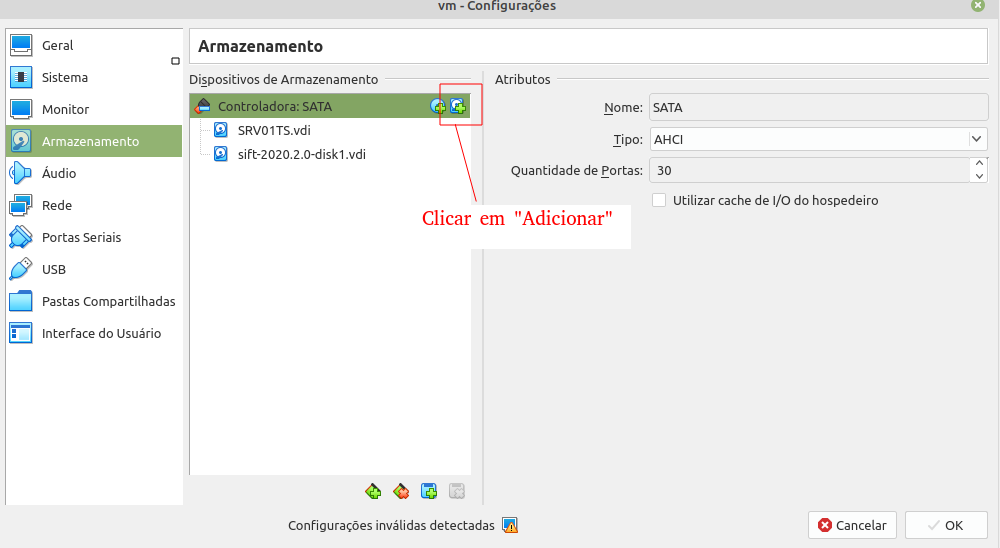 vm - Configurações
Geral
Sistema
Monitor
Armazenamento
Áudio
Rede
Portas Seriais
USB
Pastas Compartilhadas
Interface do Usuário
Armazenamento
Dispositivos de Armazenamento
Controladora: SATA
SRV01TS.vdi
sift-2020.2.0-disk1.vdi
Clicar em "Adicionar"
Atributos
Nome: SATA
Tipo: AHCI
Quantidade de Portas: 30
Utilizar cache de I/O do hospedeiro
Configurações inválidas detectadas
Cancelar
OK